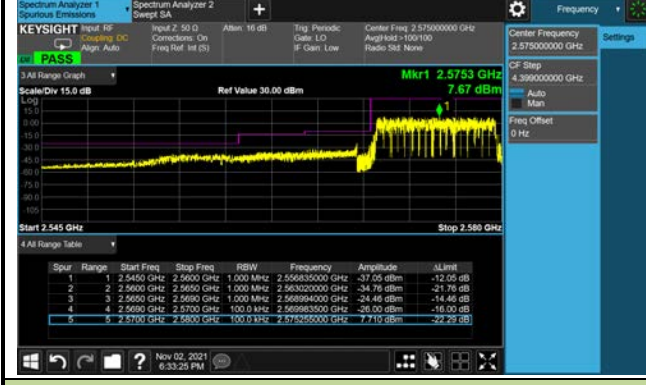 Spectrum Analyzer 1
Spurious Emissions
Spectrum Analyzer 2
Swept SA
Frequency
KEYSIGHT
Input: RF
Coupling: DC
Align: Auto
Input Z: 50 Ω
Corrections: On
Freq Ref: Int (S)
Atten: 16 dB
Trig: Periodic
Gate: LO
IF Gain: Low
Center Freq: 2.575000000 GHz
Avg|Hold:>100/100
Radio Std: None
PASS
3 All Range Graph
Mkr1 2.5753 GHz
Scale/Div 15.0 dB
Ref Value 30.00 dBm
7.67 dBm
Log
15.0
0.00
-15.0
-30.0
-45.0
-60.0
-75.0
-90.0
-105
1
Start 2.545 GHz
Stop 2.580 GHz
4 All Range Table
Spur Range Start Freq Stop Freq RBW Frequency Amplitude ΔLimit
1 1 2.5450 GHz 2.5600 GHz 1.000 MHz 2.556835000 GHz -37.05 dBm -12.05 dB
2 2 2.5600 GHz 2.5650 GHz 1.000 MHz 2.563020000 GHz -34.76 dBm -21.76 dB
3 3 2.5650 GHz 2.5690 GHz 1.000 MHz 2.568994000 GHz -24.46 dBm -14.46 dB
4 4 2.5690 GHz 2.5700 GHz 100.0 kHz 2.569983500 GHz -26.00 dBm -16.00 dB
5 5 2.5700 GHz 2.5800 GHz 100.0 kHz 2.575255000 GHz 7.710 dBm -22.29 dB
Nov 02, 2021
6:33:25 PM
Center Frequency
2.575000000 GHz
Settings
CF Step
4.399000000 GHz
Auto
Man
Freq Offset
0 Hz